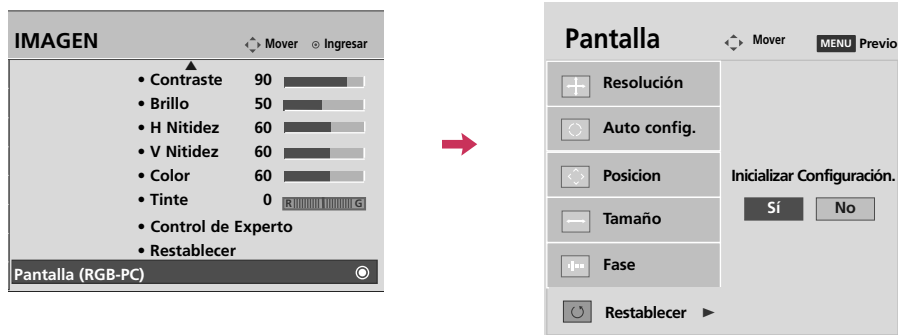 IMAGEN
Mover Ingresar
• Contraste 90
• Brillo 50
• H Nitidez 60
• V Nitidez 60
• Color 60
• Tinte 0 R G
• Control de Experto
• Restablecer
Pantalla (RGB-PC)
Pantalla
Mover MENU Previo
Resolución
Auto config.
Posicion
Tamaño
Fase
Restablecer
Inicializar Configuración.
Sí No